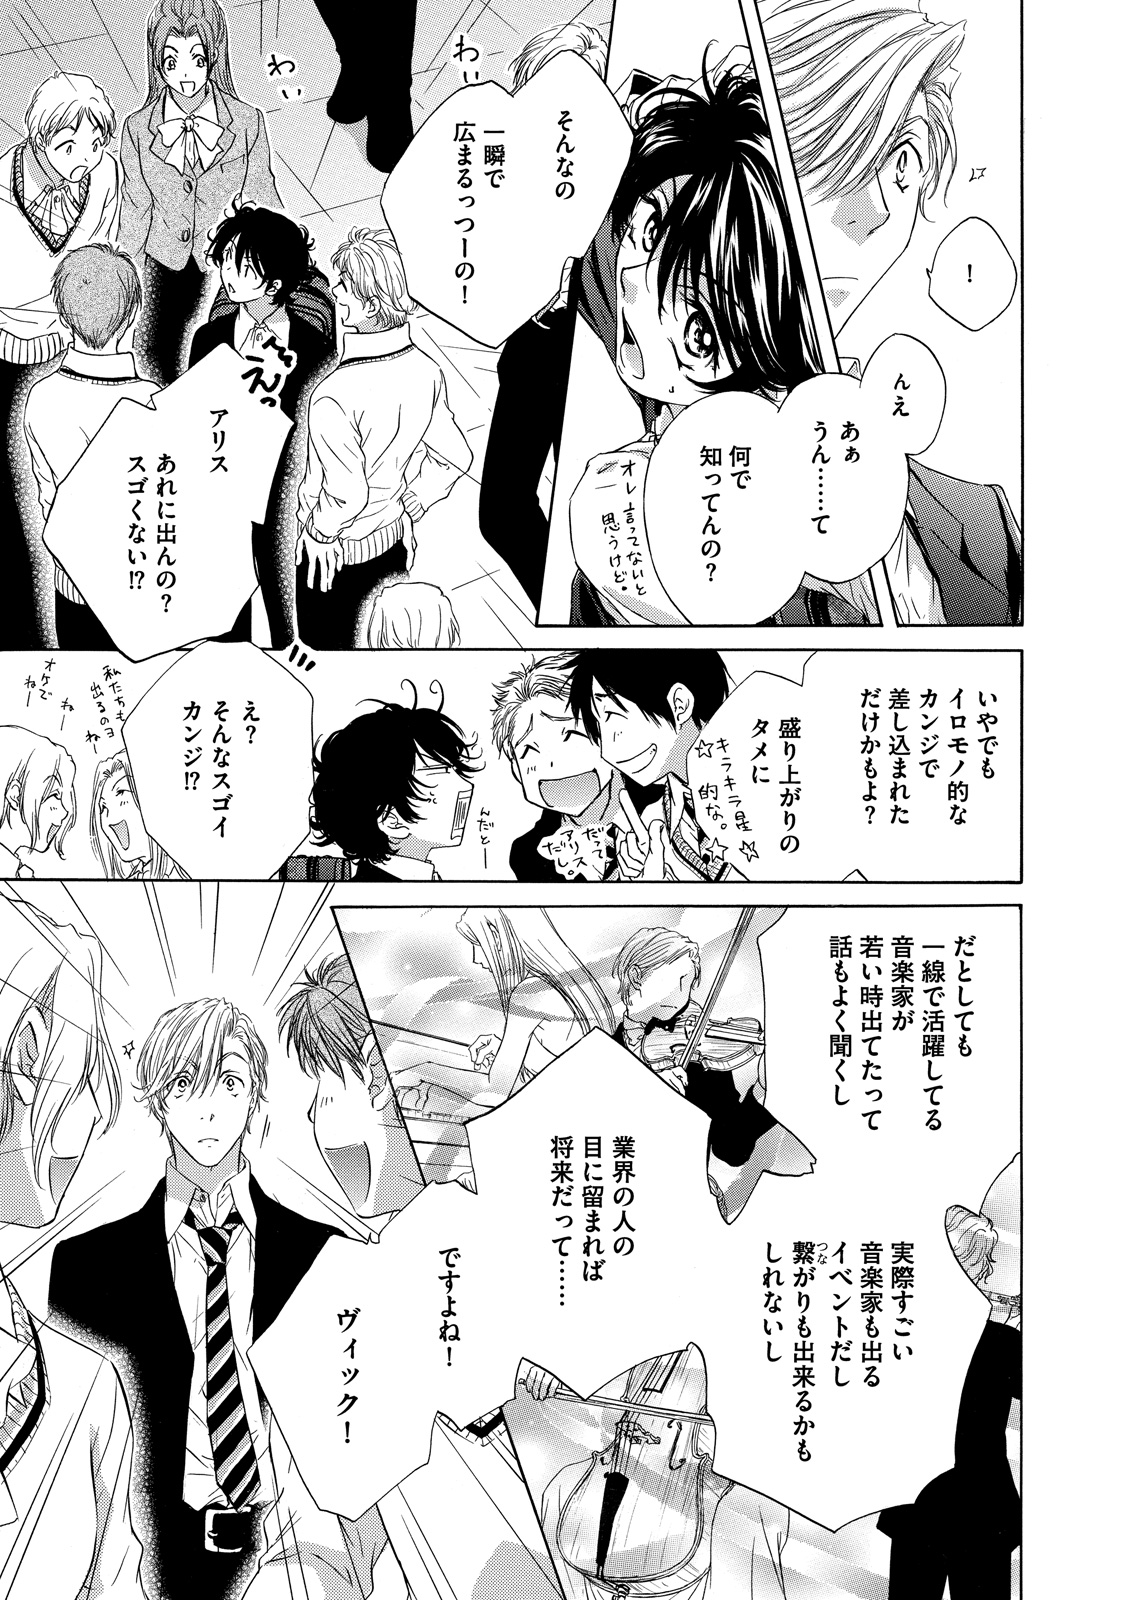 ！
んえ
あぁ
うん……て
何で
知ってんの？
オレ言ってないと
思うけど。
そんなの
一瞬で
広まるっつーの！
わぃ
わぃ
えっ
アリス
あれに出んの？
スゴくない!?
いやでも
イロモノ的な
カンジで
差し込まれた
だけかもよ？
盛り上がりの
タメに
キラキラ星
的な。
だって
アリス
だし。
んだとー
え？
そんなスゴイ
カンジ!?
私たちも
出るのヨ
ねー
ねー
オケで
ねー
だとしても
一線で活躍してる
音楽家が
若い時出てたって
話もよく聞くし
実際すごい
音楽家も出る
イベントだし
繋がりも出来るかも
つな
しれないし
業界の人の
目に留まれば
将来だって……
ですよね！
ヴィック！